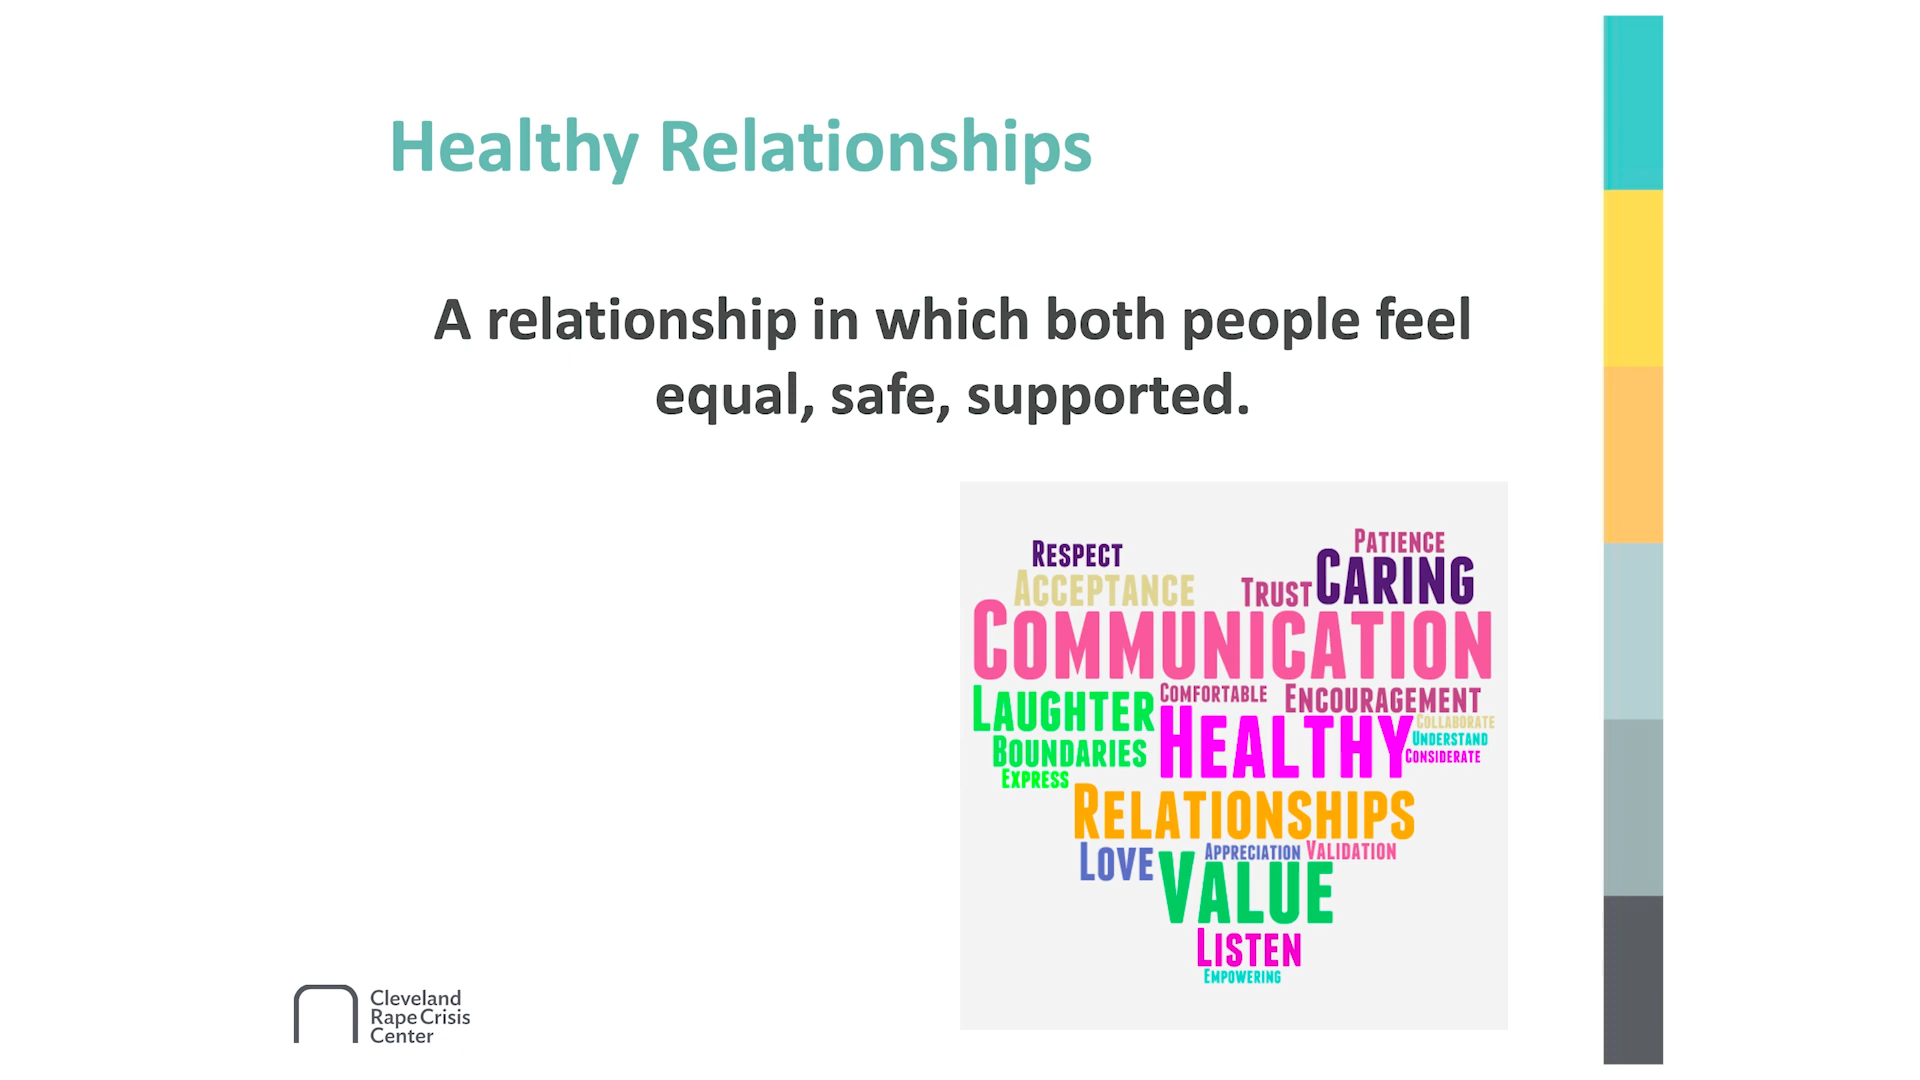 Healthy Relationships
A relationship in which both people feel
equal, safe, supported.
RESPECT
PATIENCE
ACCEPTANCE
TRUST
CARING
COMMUNICATION
LAUGHTER
COMFORTABLE
ENCOURAGEMENT
BOUNDARIES
HEALTHY
COLLABORATE
UNDERSTAND
CONSIDERATE
EXPRESS
RELATIONSHIPS
LOVE
APPRECIATION
VALIDATION
VALUE
LISTEN
EMPOWERING
Cleveland
Rape Crisis
Center